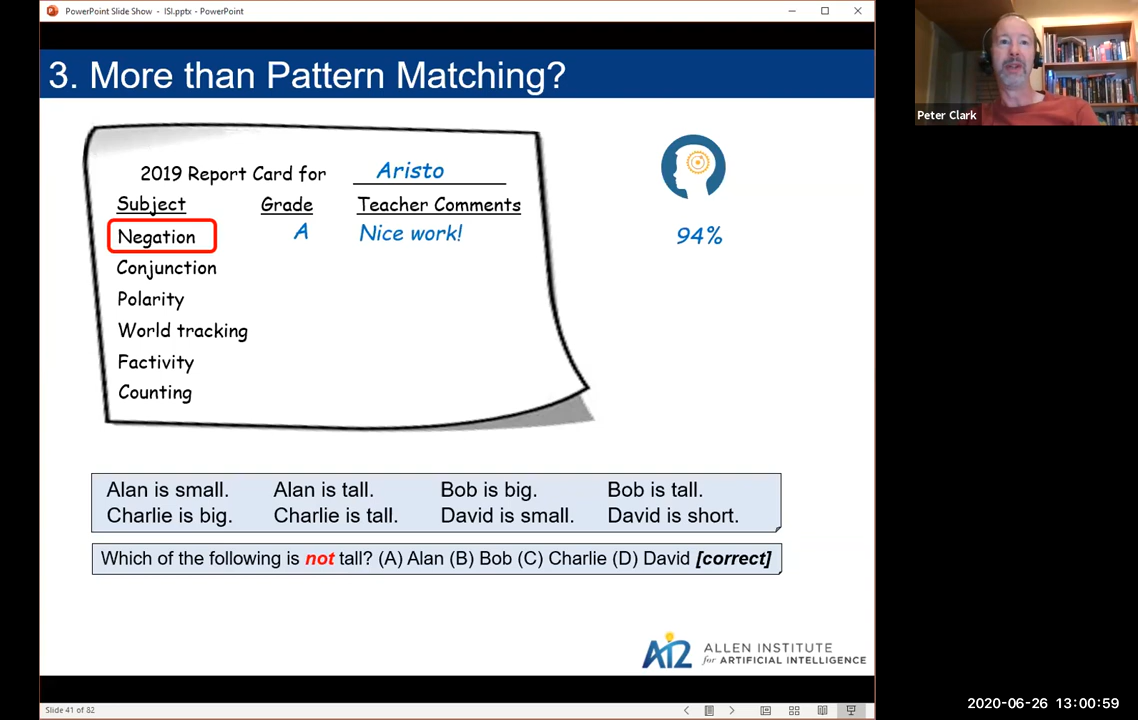 PowerPoint Slide Show - ISI.pptx - PowerPoint
3. More than Pattern Matching?
Peter Clark
2019 Report Card for Aristo
Subject Grade Teacher Comments
Negation A Nice work! 94%
Conjunction
Polarity
World tracking
Factivity
Counting
Alan is small. Alan is tall. Bob is big. Bob is tall.
Charlie is big. Charlie is tall. David is small. David is short.
Which of the following is not tall? (A) Alan (B) Bob (C) Charlie (D) David [correct]
AI2 ALLEN INSTITUTE
for ARTIFICIAL INTELLIGENCE
Slide 41 of 82
2020-06-26 13:00:59